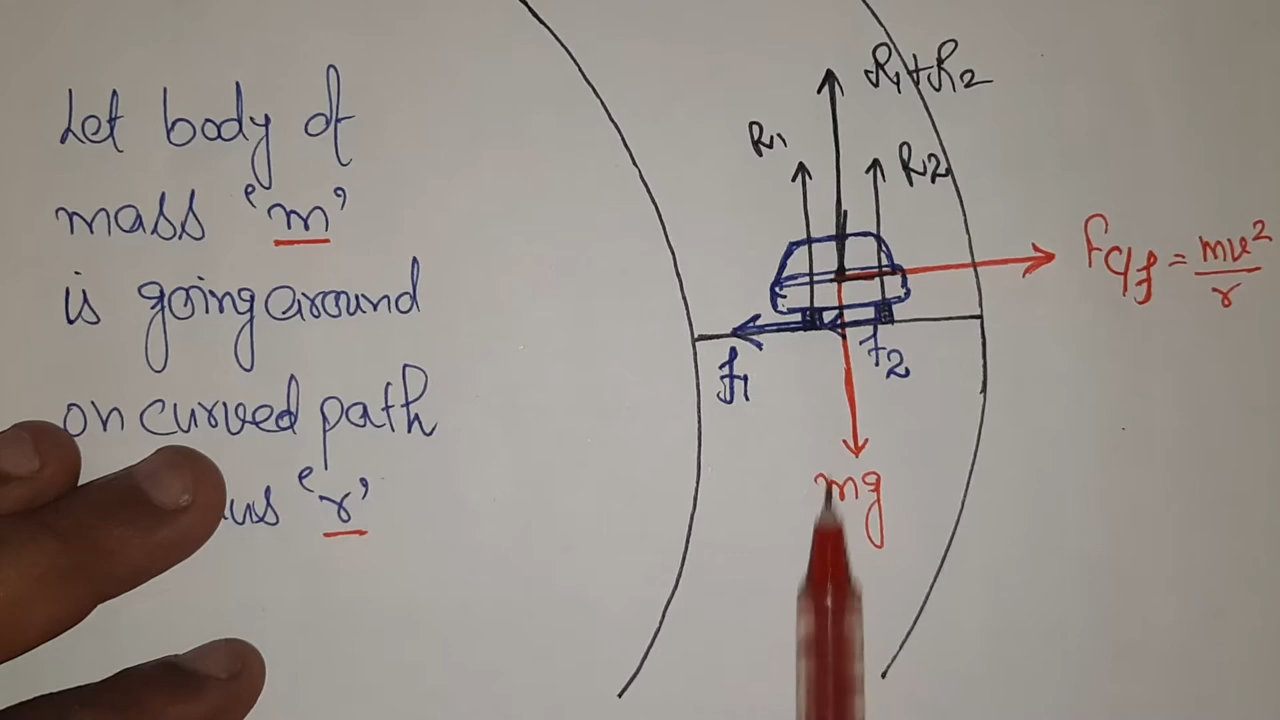 Let body of
mass 'm'
is going around
on curved path
'r'
R₁+R₂
R₁
R2
Fcf = mv²/r
f₁
f2
mg